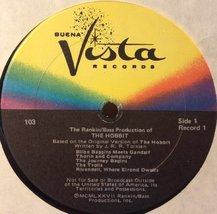 BUENA
Vista
RECORDS
103
Side 1
Record 1
The Rankin/Bass Production of
THE HOBBIT
Based on the Original Version of The Hobbit
Written by J. R. R. Tolkien
Bilbo Baggins Meets Gandalf
Thorin and Company
The Journey Begins
The Trolls
Rivendell, Where Elrond Dwells
Not for Sale or Broadcast Outside
of the United States of America, Its
Territories and Possessions.
©MCMLXXVII Rankin/Bass
Productions, Inc.